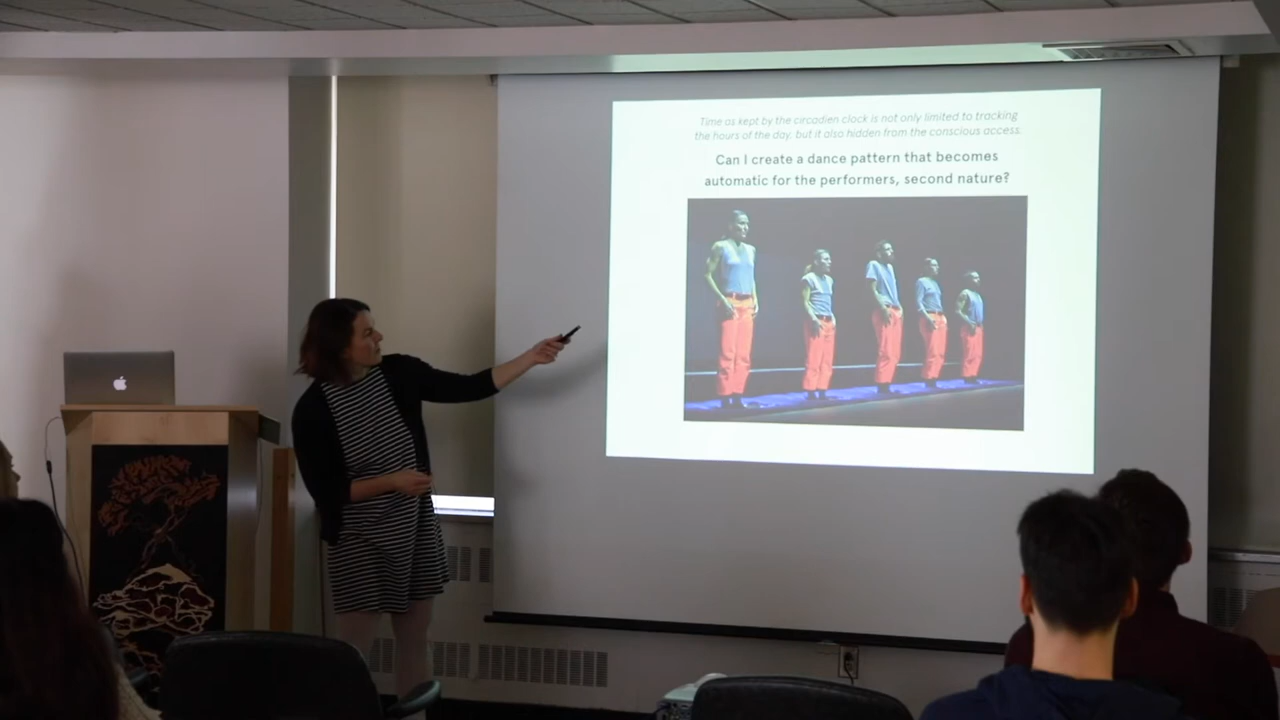 Time as kept by the circadien clock is not only limited to tracking
the hours of the day, but it also hidden from the conscious access.
Can I create a dance pattern that becomes
automatic for the performers, second nature?